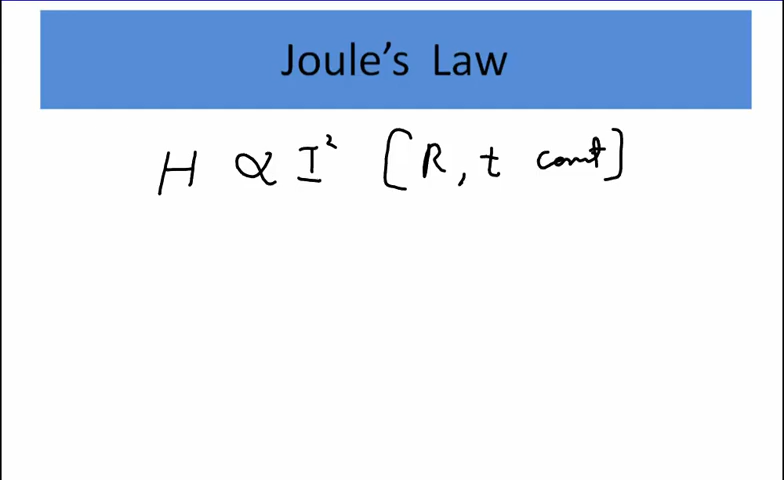 Joule's Law
H ∝ I² [R, t const]